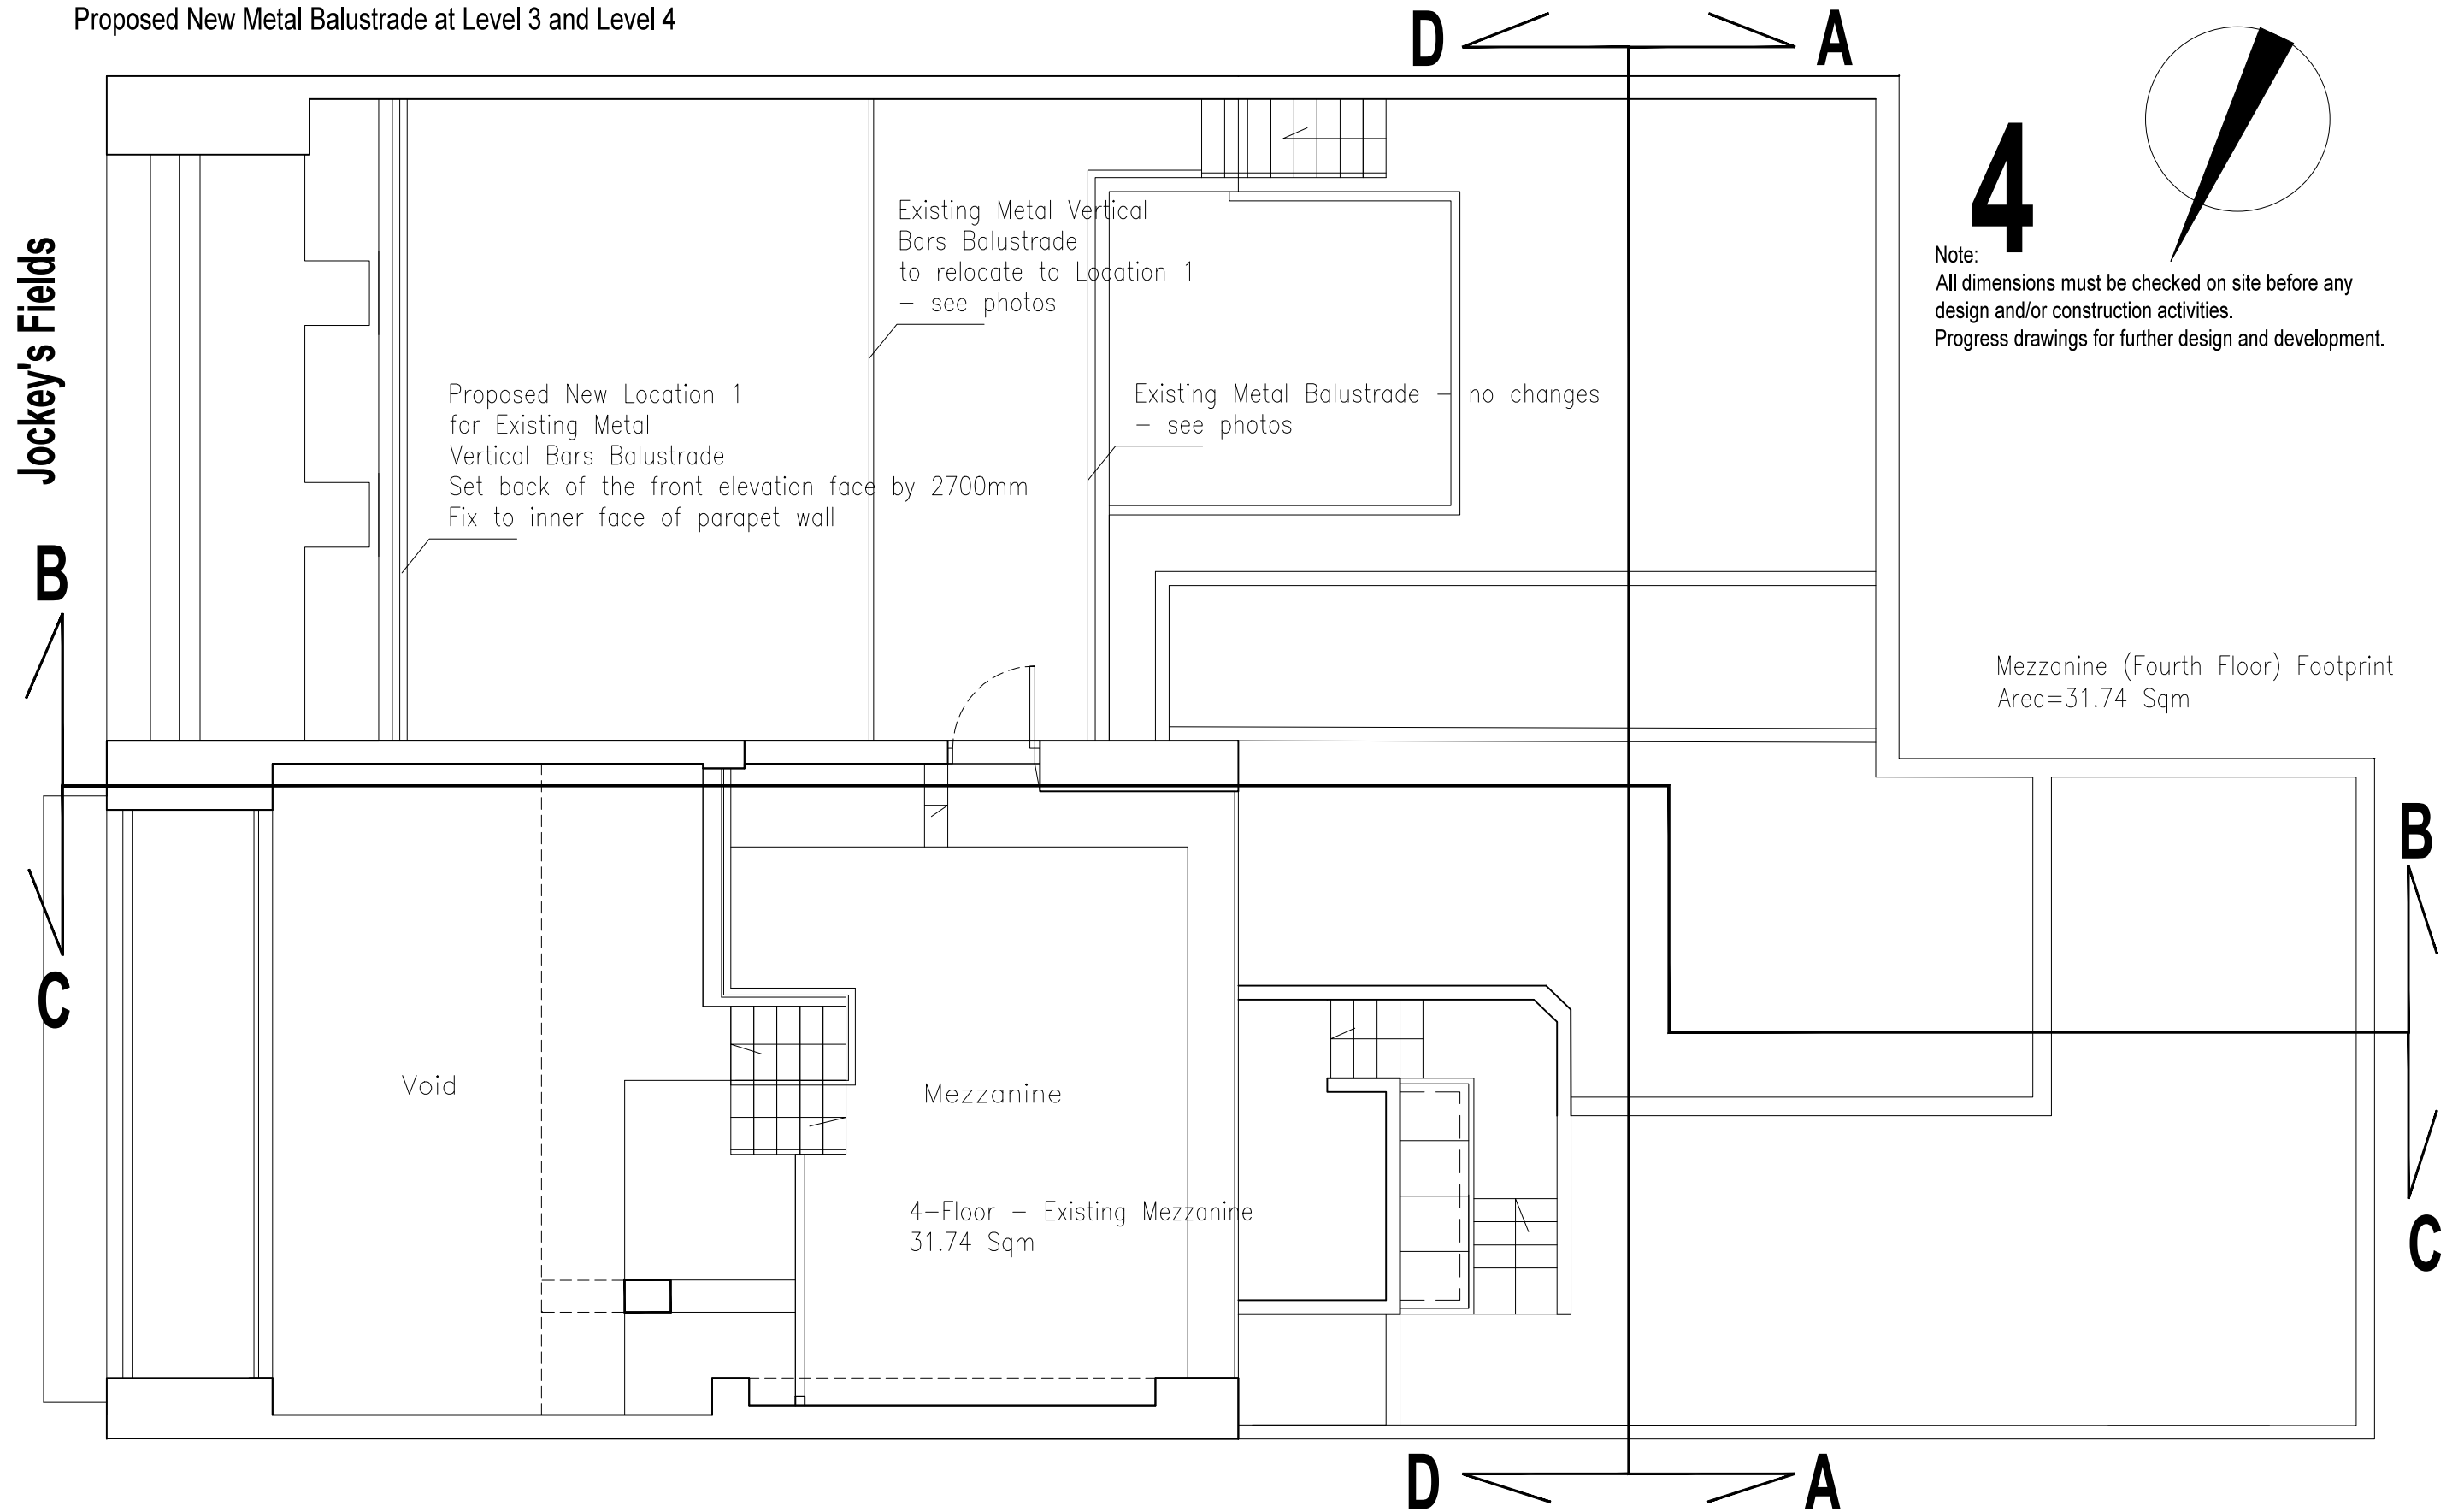 Proposed New Metal Balustrade at Level 3 and Level 4
D
A
4
Note:
All dimensions must be checked on site before any
design and/or construction activities.
Progress drawings for further design and development.
Existing Metal Vertical
Bars Balustrade
to relocate to Location 1
- see photos
Jockey's Fields
Proposed New Location 1
for Existing Metal
Vertical Bars Balustrade
Set back of the front elevation face by 2700mm
Fix to inner face of parapet wall
Existing Metal Balustrade - no changes
- see photos
B
Mezzanine (Fourth Floor) Footprint
Area=31.74 Sqm
B
C
Void
Mezzanine
4-Floor - Existing Mezzanine
31.74 Sqm
C
D
A